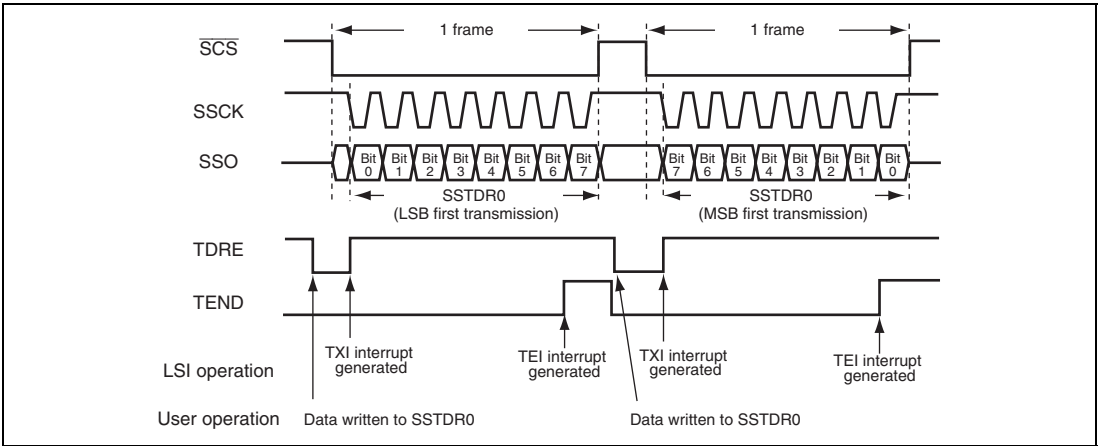 1 frame 1 frame
SCS
SSCK
SSO Bit 0 Bit 1 Bit 2 Bit 3 Bit 4 Bit 5 Bit 6 Bit 7 Bit 7 Bit 6 Bit 5 Bit 4 Bit 3 Bit 2 Bit 1 Bit 0
SSTDR0 SSTDR0
(LSB first transmission) (MSB first transmission)
TDRE
TEND
LSI operation TXI interrupt generated TEI interrupt generated TXI interrupt generated TEI interrupt generated
User operation Data written to SSTDR0 Data written to SSTDR0